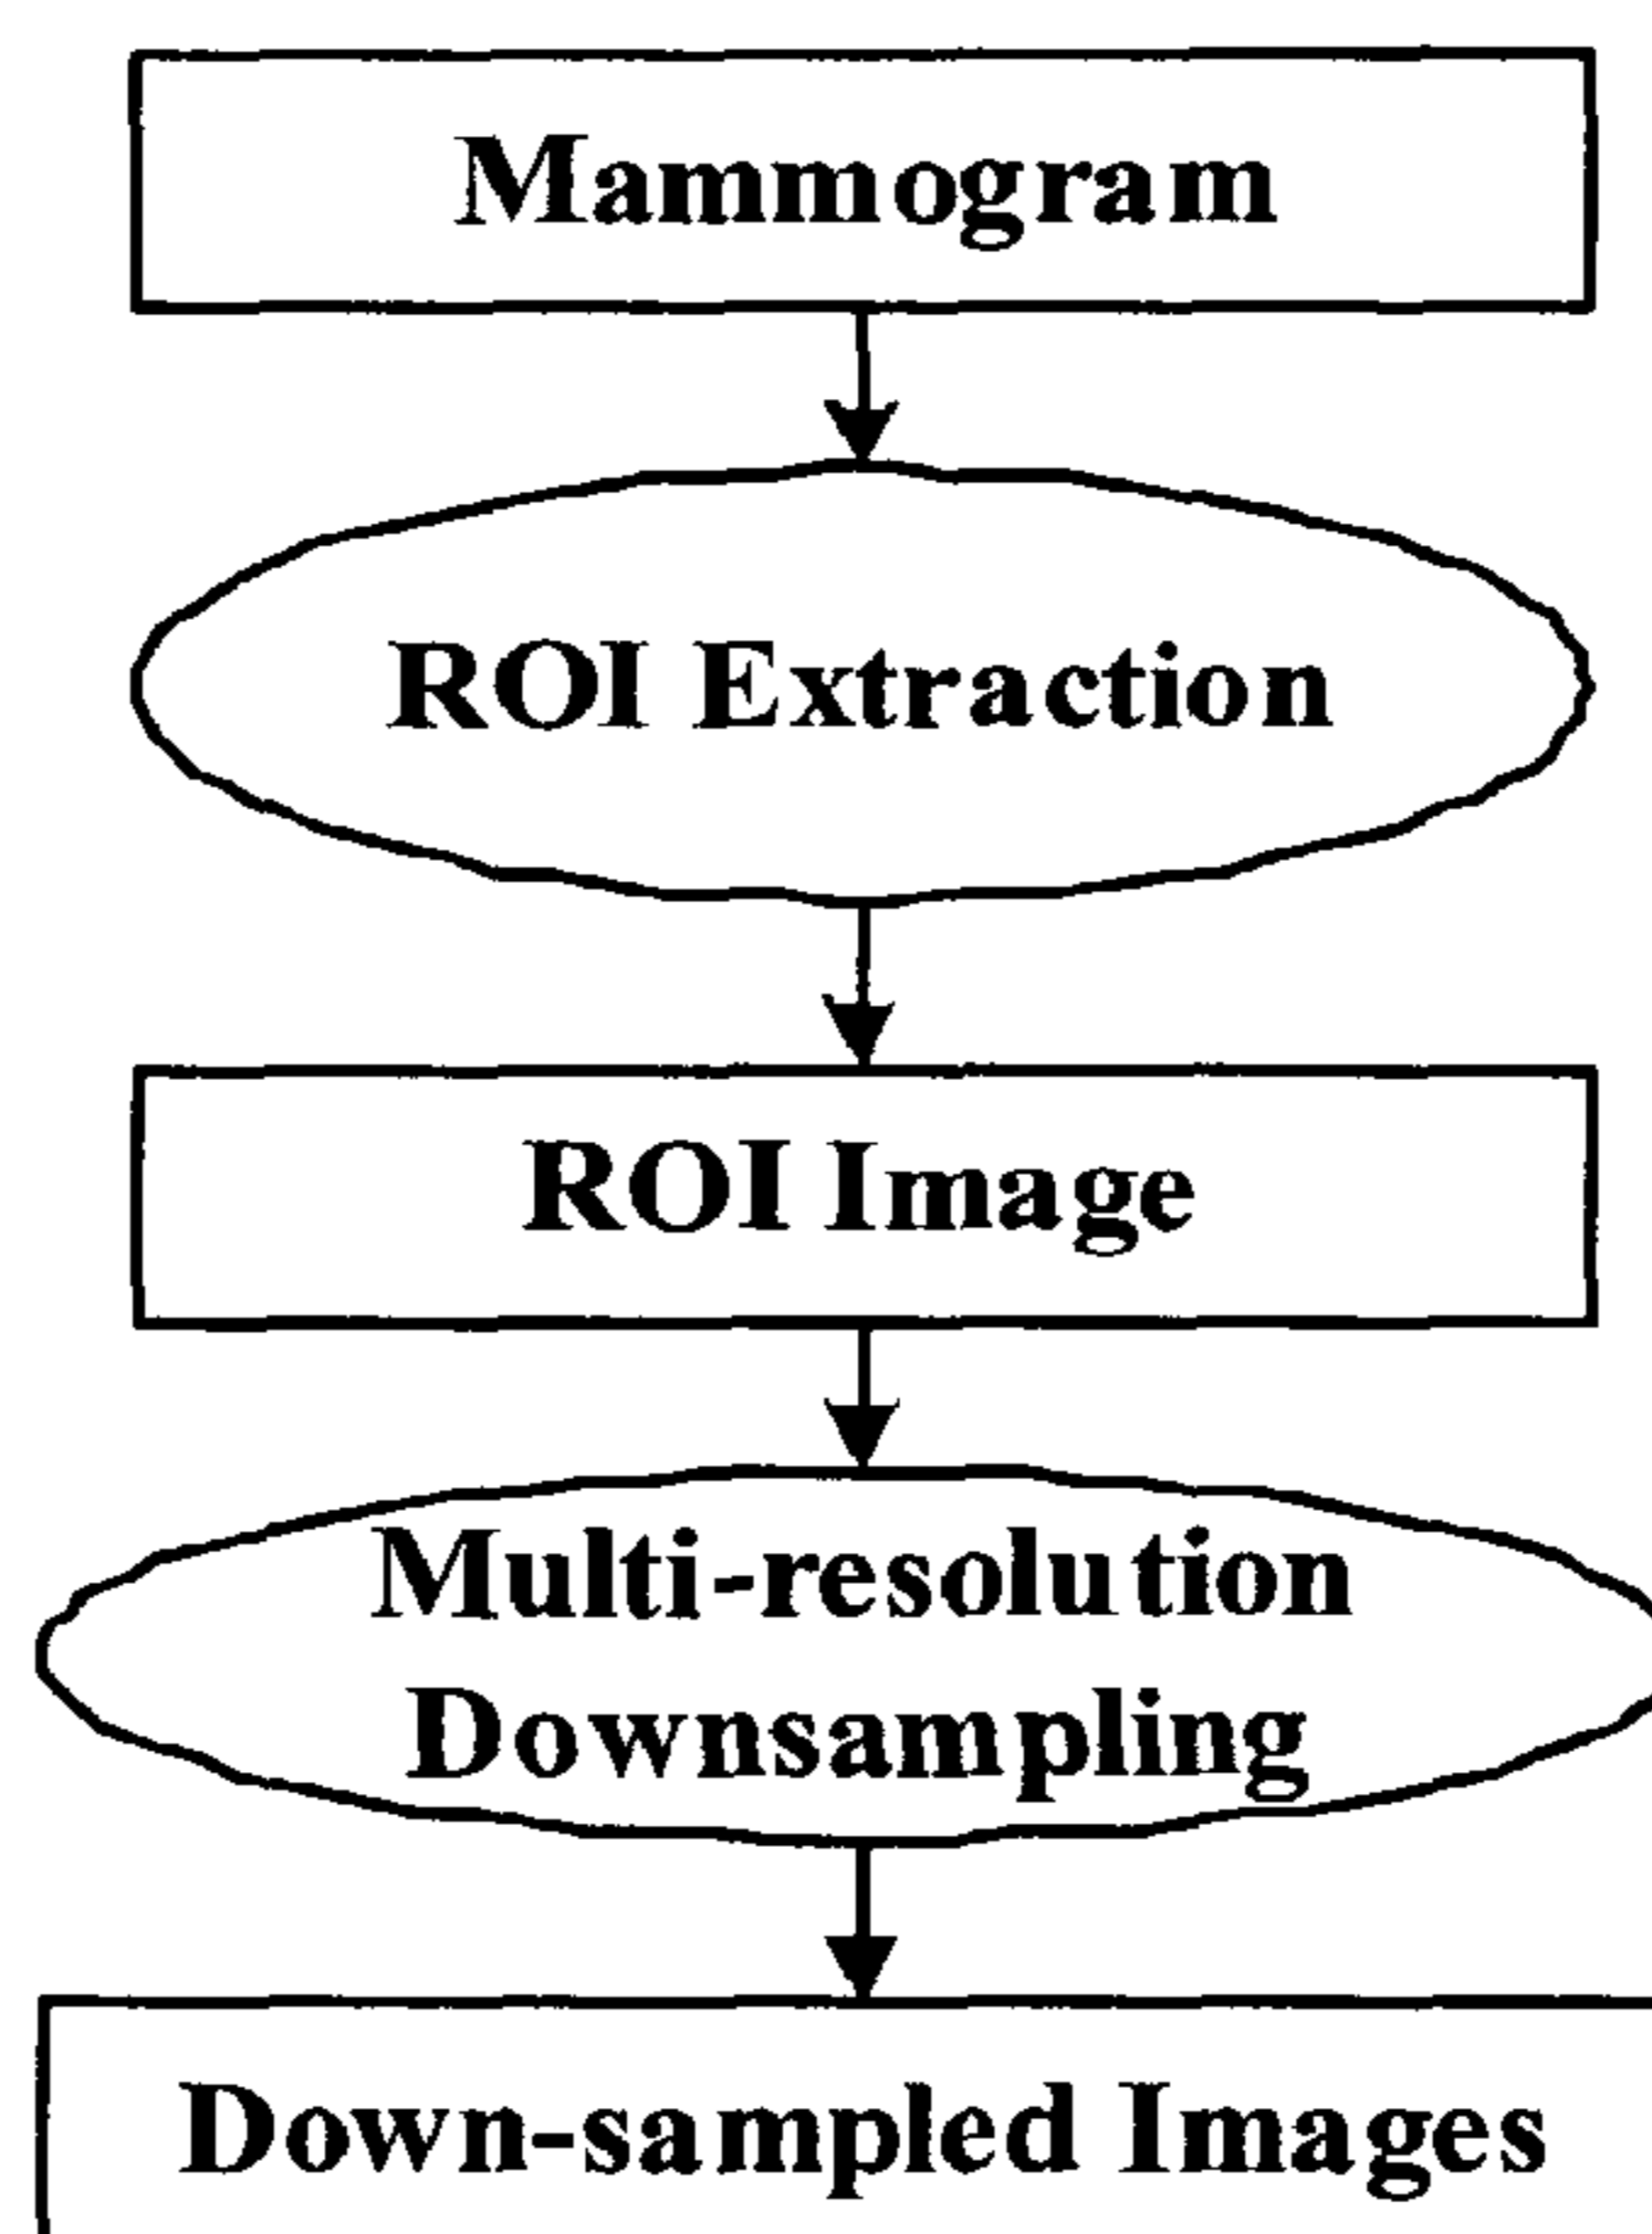 Mammogram
ROI Extraction
ROI Image
Multi-resolution
Downsampling
Down-sampled Images